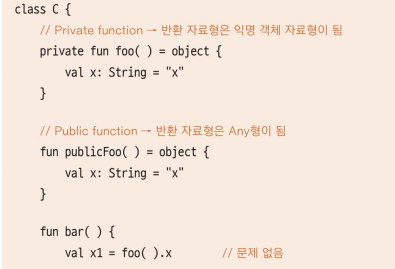 class C {
// Private function → 반환 자료형은 익명 객체 자료형이 됨
private fun foo( ) = object {
val x: String = "x"
}
// Public function → 반환 자료형은 Any형이 됨
fun publicFoo( ) = object {
val x: String = "x"
}
fun bar( ) {
val x1 = foo( ).x // 문제 없음